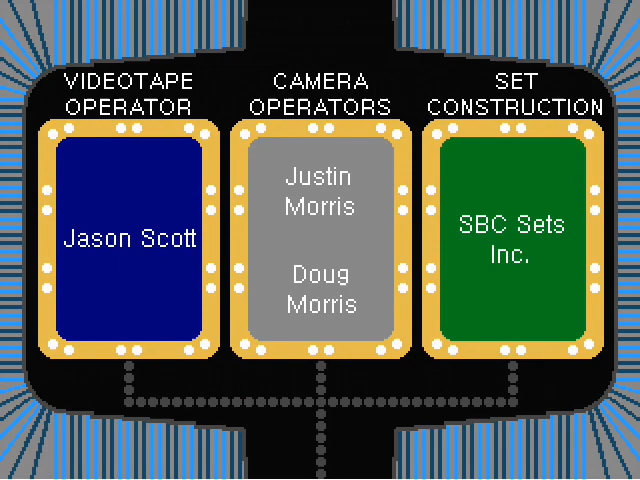 VIDEOTAPE
OPERATOR
Jason Scott
CAMERA
OPERATORS
Justin
Morris
Doug
Morris
SET
CONSTRUCTION
SBC Sets
Inc.